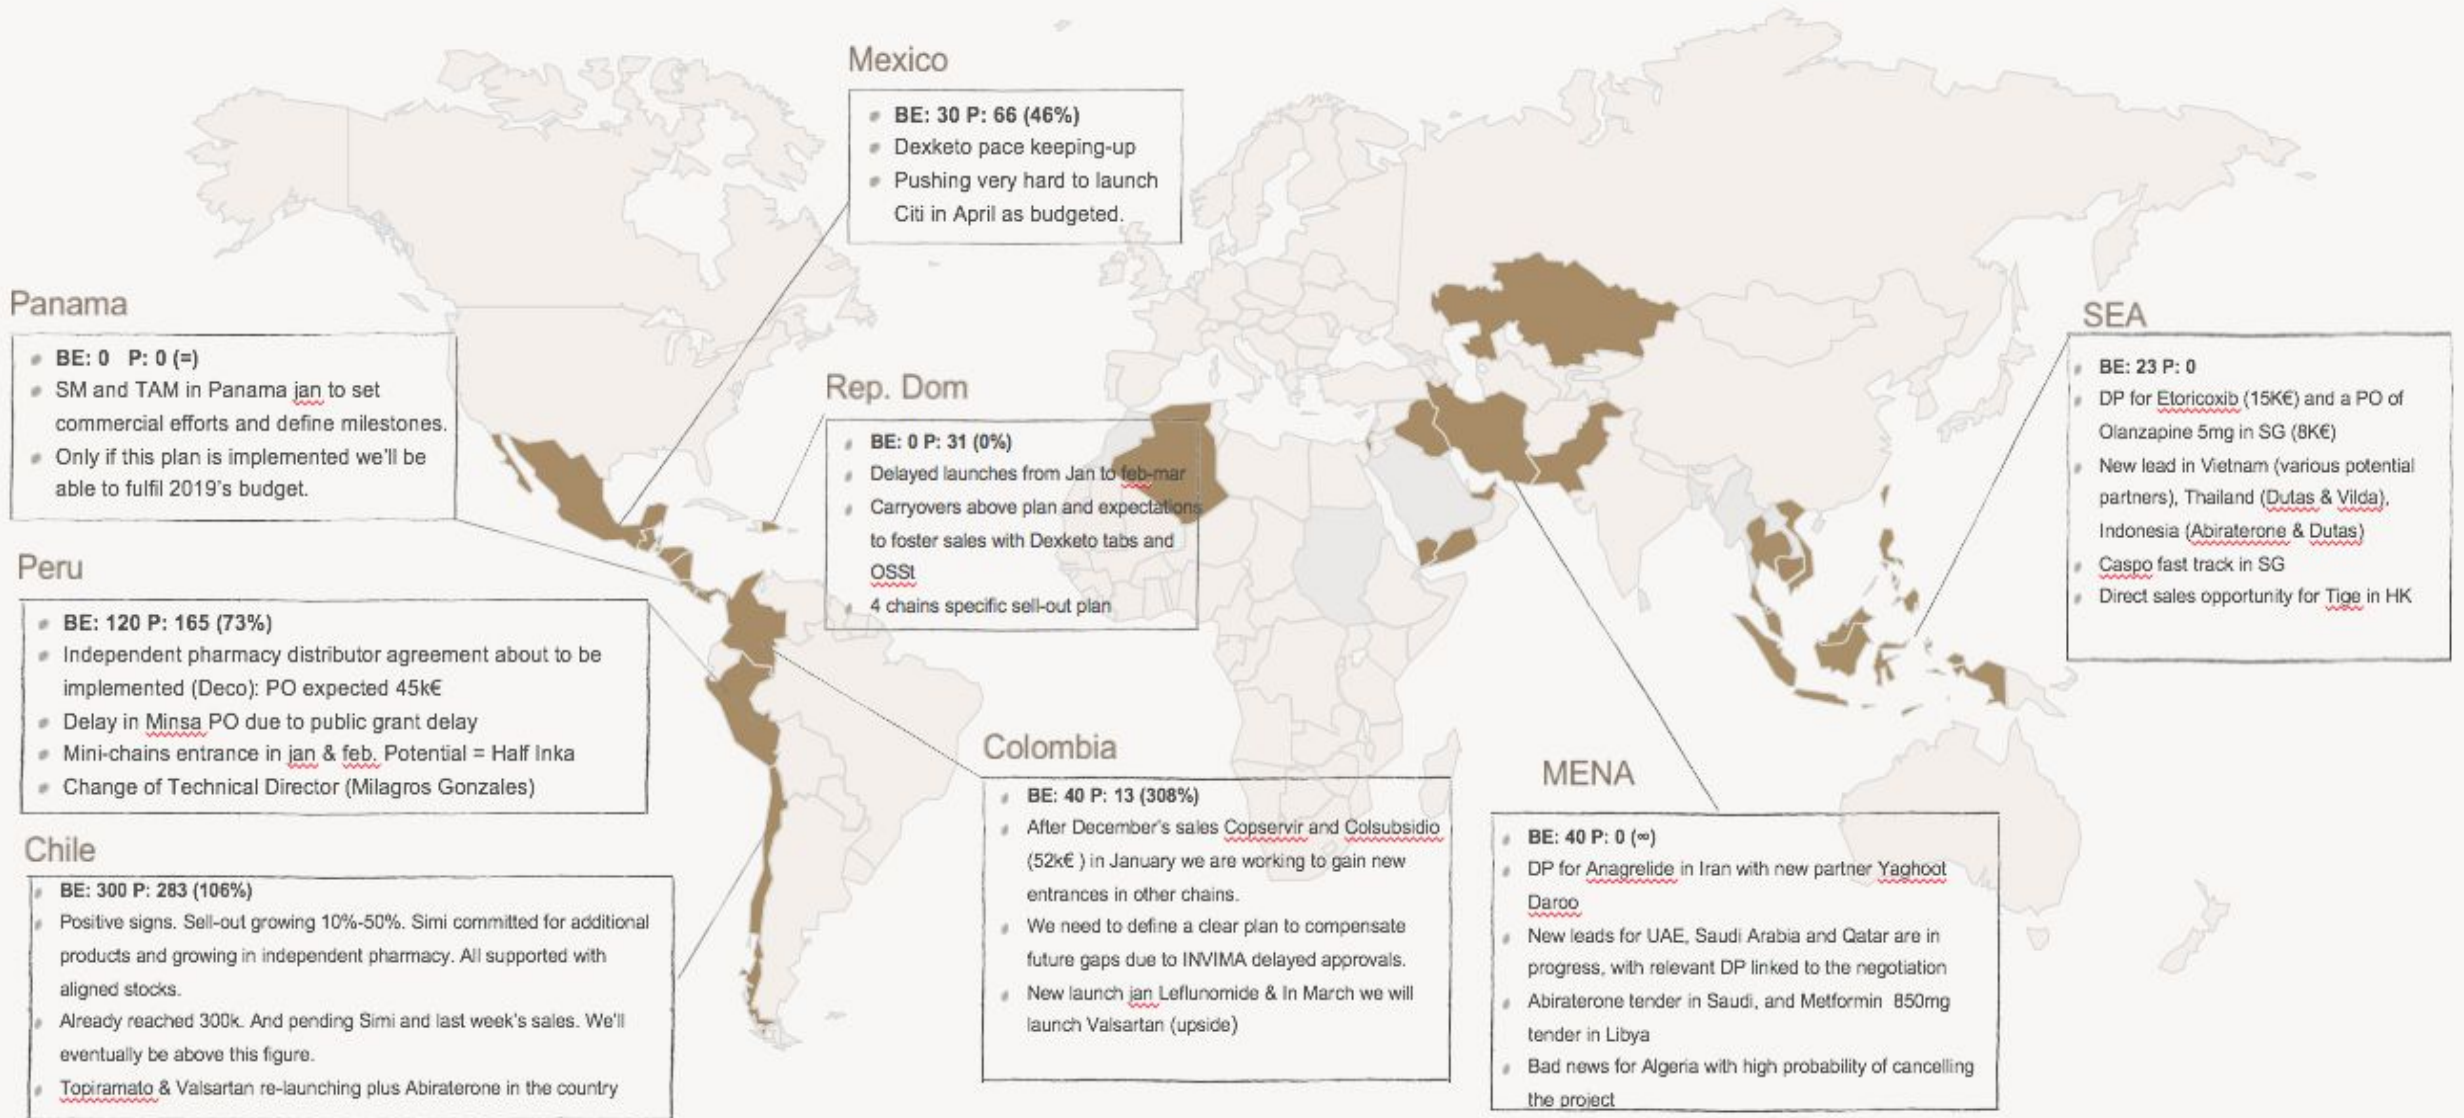 Mexico
BE: 30 P: 66 (46%)
Dexketo pace keeping-up
Pushing very hard to launch
Citi in April as budgeted.
Panama
BE: 0 P: 0 (=)
SM and TAM in Panama jan to set
commercial efforts and define milestones.
Only if this plan is implemented we'll be
able to fulfil 2019's budget.
Rep. Dom
BE: 0 P: 31 (0%)
Delayed launches from Jan to feb-mar
Carryovers above plan and expectations
to foster sales with Dexketo tabs and
OSSt
4 chains specific sell-out plan
SEA
BE: 23 P: 0
DP for Etoricoxib (15K€) and a PO of
Olanzapine 5mg in SG (8K€)
New lead in Vietnam (various potential
partners), Thailand (Dutas & Vilda),
Indonesia (Abiraterone & Dutas)
Caspo fast track in SG
Direct sales opportunity for Tige in HK
Peru
BE: 120 P: 165 (73%)
Independent pharmacy distributor agreement about to be
implemented (Deco): PO expected 45k€
Delay in Minsa PO due to public grant delay
Mini-chains entrance in jan & feb. Potential = Half Inka
Change of Technical Director (Milagros Gonzales)
Chile
BE: 300 P: 283 (106%)
Positive signs. Sell-out growing 10%-50%. Simi committed for additional
products and growing in independent pharmacy. All supported with
aligned stocks.
Already reached 300k. And pending Simi and last week's sales. We'll
eventually be above this figure.
Topiramato & Valsartan re-launching plus Abiraterone in the country
Colombia
BE: 40 P: 13 (308%)
After December's sales Copservir and Colsubsidio
(52k€ ) in January we are working to gain new
entrances in other chains.
We need to define a clear plan to compensate
future gaps due to INVIMA delayed approvals.
New launch jan Leflunomide & In March we will
launch Valsartan (upside)
MENA
BE: 40 P: 0 (∞)
DP for Anagrelide in Iran with new partner Yaghoot
Daroo
New leads for UAE, Saudi Arabia and Qatar are in
progress, with relevant DP linked to the negotiation
Abiraterone tender in Saudi, and Metformin 850mg
tender in Libya
Bad news for Algeria with high probability of cancelling
the project